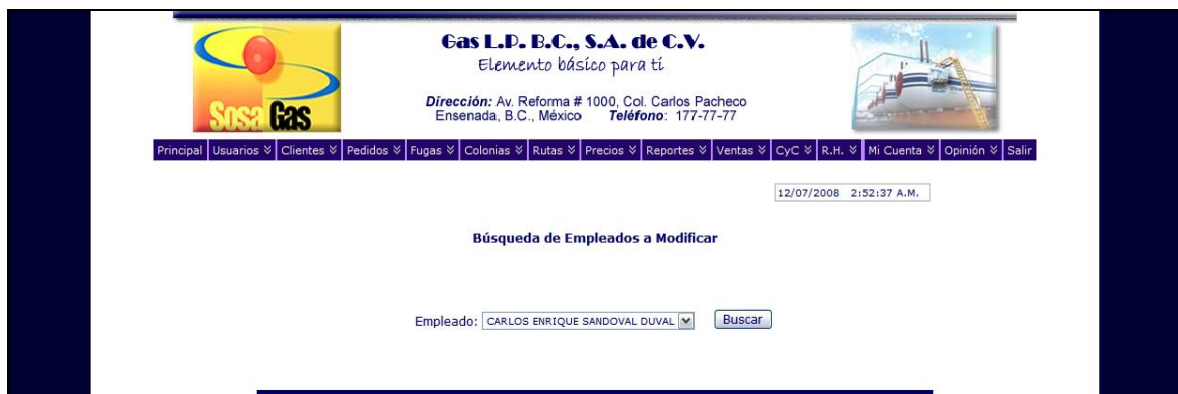 Gas L.P. B.C., S.A. de C.V.
Elemento básico para tí
Sosa Gas
Dirección: Av. Reforma # 1000, Col. Carlos Pacheco
Ensenada, B.C., México Teléfono: 177-77-77
Principal Usuarios Clientes Pedidos Fugas Colonias Rutas Precios Reportes Ventas CyC R.H. Mi Cuenta Opinión Salir
12/07/2008 2:52:37 A.M.
Búsqueda de Empleados a Modificar
Empleado: CARLOS ENRIQUE SANDOVAL DUVAL Buscar